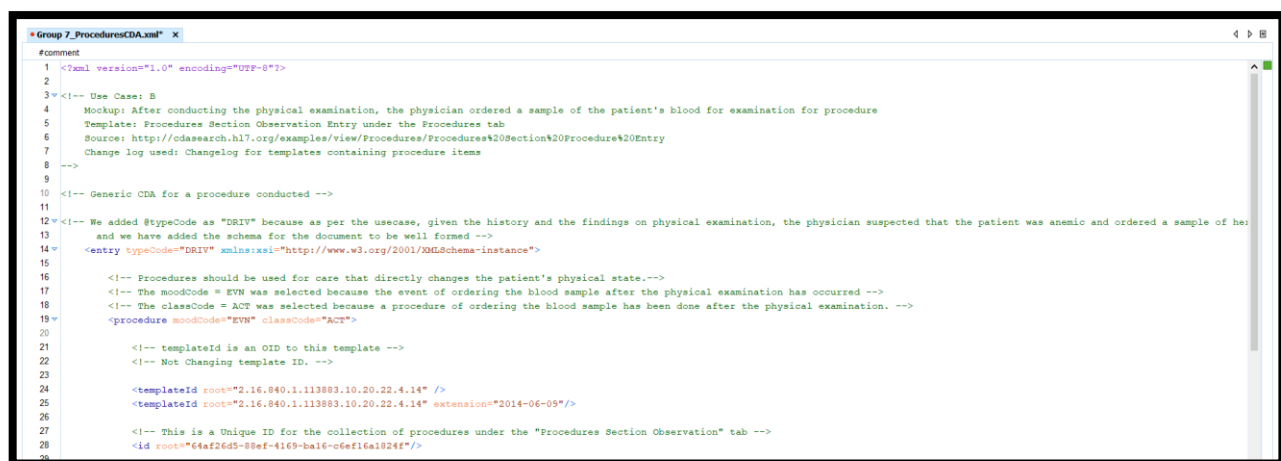 Group 7_ProceduresCDA.xml* ×
#comment
1 <?xml version="1.0" encoding="UTF-8"?>
2
3 <!-- Use Case: B
4 Mockup: After conducting the physical examination, the physician ordered a sample of the patient's blood for examination for procedure
5 Template: Procedures Section Observation Entry under the Procedures tab
6 Source: http://cdasearch.hl7.org/examples/view/Procedures/Procedures%20Section%20Procedure%20Entry
7 Change log used: Changelog for templates containing procedure items
8 -->
9
10 <!-- Generic CDA for a procedure conducted -->
11
12 <!-- We added @typeCode as "DRIV" because as per the usecase, given the history and the findings on physical examination, the physician suspected that the patient was anemic and ordered a sample of her
13 and we have added the schema for the document to be well formed -->
14 <entry typeCode="DRIV" xmlns:xsi="http://www.w3.org/2001/XMLSchema-instance">
15
16 <!-- Procedures should be used for care that directly changes the patient's physical state.-->
17 <!-- The moodCode = EVN was selected because the event of ordering the blood sample after the physical examination has occurred -->
18 <!-- The classCode = ACT was selected because a procedure of ordering the blood sample has been done after the physical examination. -->
19 <procedure moodCode="EVN" classCode="ACT">
20
21 <!-- templateId is an OID to this template -->
22 <!-- Not Changing template ID. -->
23
24 <templateId root="2.16.840.1.113883.10.20.22.4.14" />
25 <templateId root="2.16.840.1.113883.10.20.22.4.14" extension="2014-06-09"/>
26
27 <!-- This is a Unique ID for the collection of procedures under the "Procedures Section Observation" tab -->
28 <id root="64af26d5-88ef-4169-ba16-c6ef16a1824f"/>
29